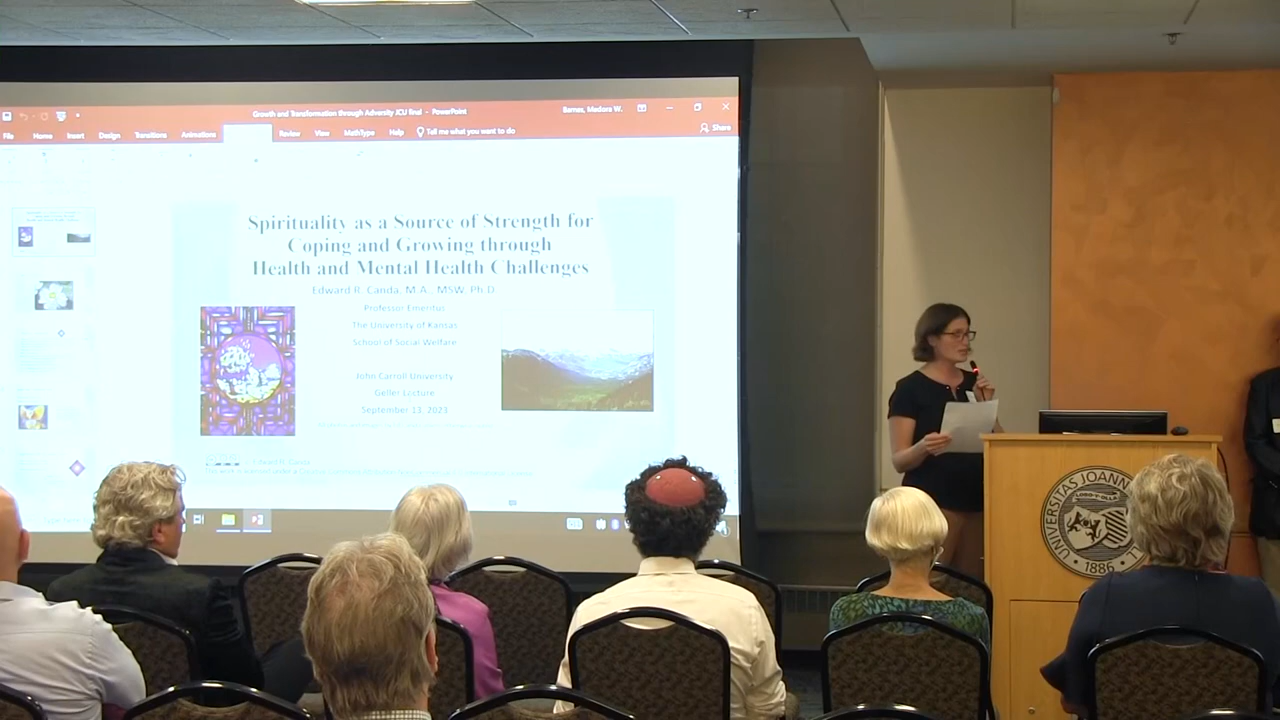 Growth and Transformation through Adversity JCU final - PowerPoint
Barnes, Medora W.
File Home Insert Design Transitions Animations Review View MathType Help Tell me what you want to do
Share
Spirituality as a Source of Strength for
Coping and Growing through
Health and Mental Health Challenges
Edward R. Canda, M.A., MSW, Ph.D.
Professor Emeritus
The University of Kansas
School of Social Welfare
John Carroll University
Geller Lecture
September 13, 2023
UNIVERSITAS JOANN
LOBO-Y-OLLA
1886